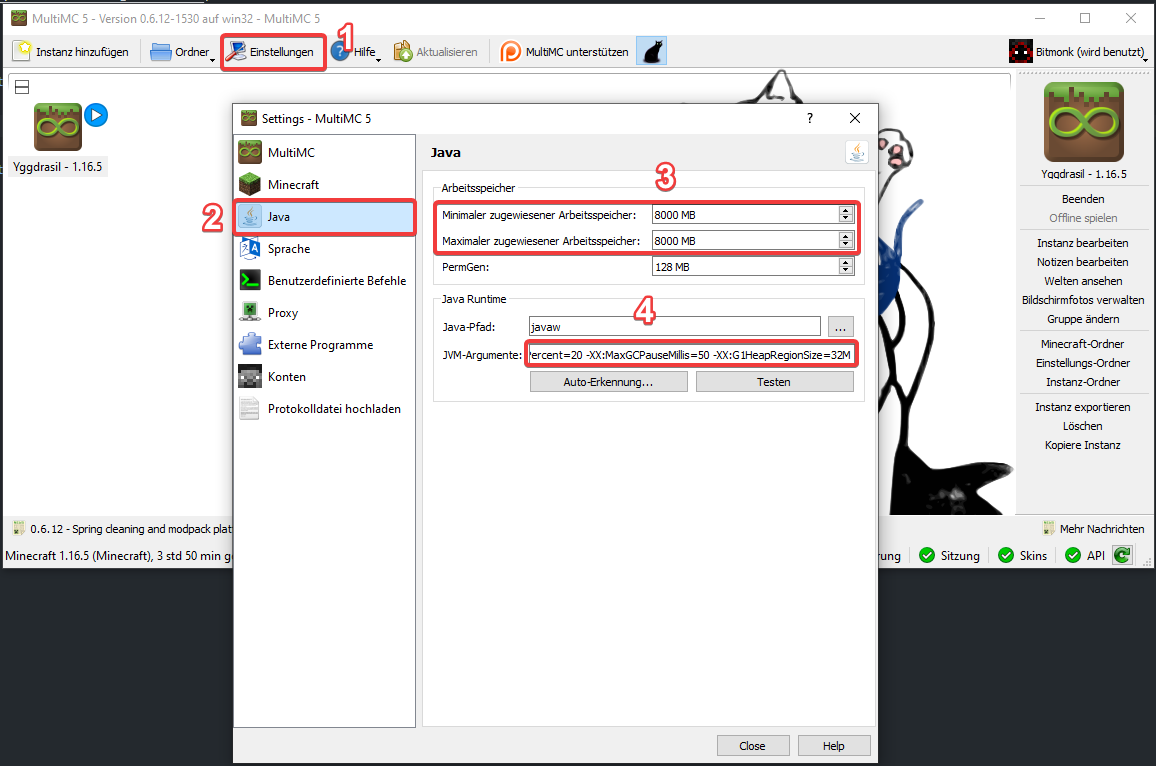 MultiMC 5 - Version 0.6.12-1530 auf win32 - MultiMC 5
1
Instanz hinzufügen
Ordner
Einstellungen
?
Hilfe
Aktualisieren
MultiMC unterstützen
Bitmonk (wird benutzt)
Yggdrasil - 1.16.5
Settings - MultiMC 5
?
MultiMC
Minecraft
2
Java
Sprache
Benutzerdefinierte Befehle
Proxy
Externe Programme
Konten
Protokolldatei hochladen
Java
Arbeitsspeicher
3
Minimaler zugewiesener Arbeitsspeicher: 8000 MB
Maximaler zugewiesener Arbeitsspeicher: 8000 MB
PermGen: 128 MB
Java Runtime
4
Java-Pfad: javaw ...
JVM-Argumente: Percent=20 -XX:MaxGCPauseMillis=50 -XX:G1HeapRegionSize=32M
Auto-Erkennung... Testen
Close Help
Yggdrasil - 1.16.5
Beenden
Offline spielen
Instanz bearbeiten
Notizen bearbeiten
Welten ansehen
Bildschirmfotos verwalten
Gruppe ändern
Minecraft-Ordner
Einstellungs-Ordner
Instanz-Ordner
Instanz exportieren
Löschen
Kopiere Instanz
0.6.12 - Spring cleaning and modpack plat
Mehr Nachrichten
Minecraft 1.16.5 (Minecraft), 3 std 50 min g
rung
Sitzung
Skins
API